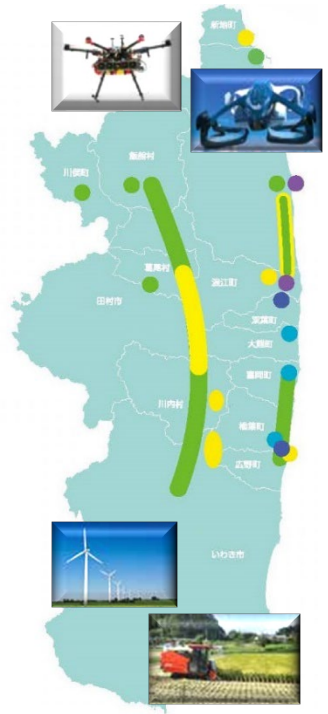 新地町
飯舘村
川俣町
葛尾村
浪江町
田村市
双葉町
大熊町
富岡町
川内村
楢葉町
広野町
いわき市